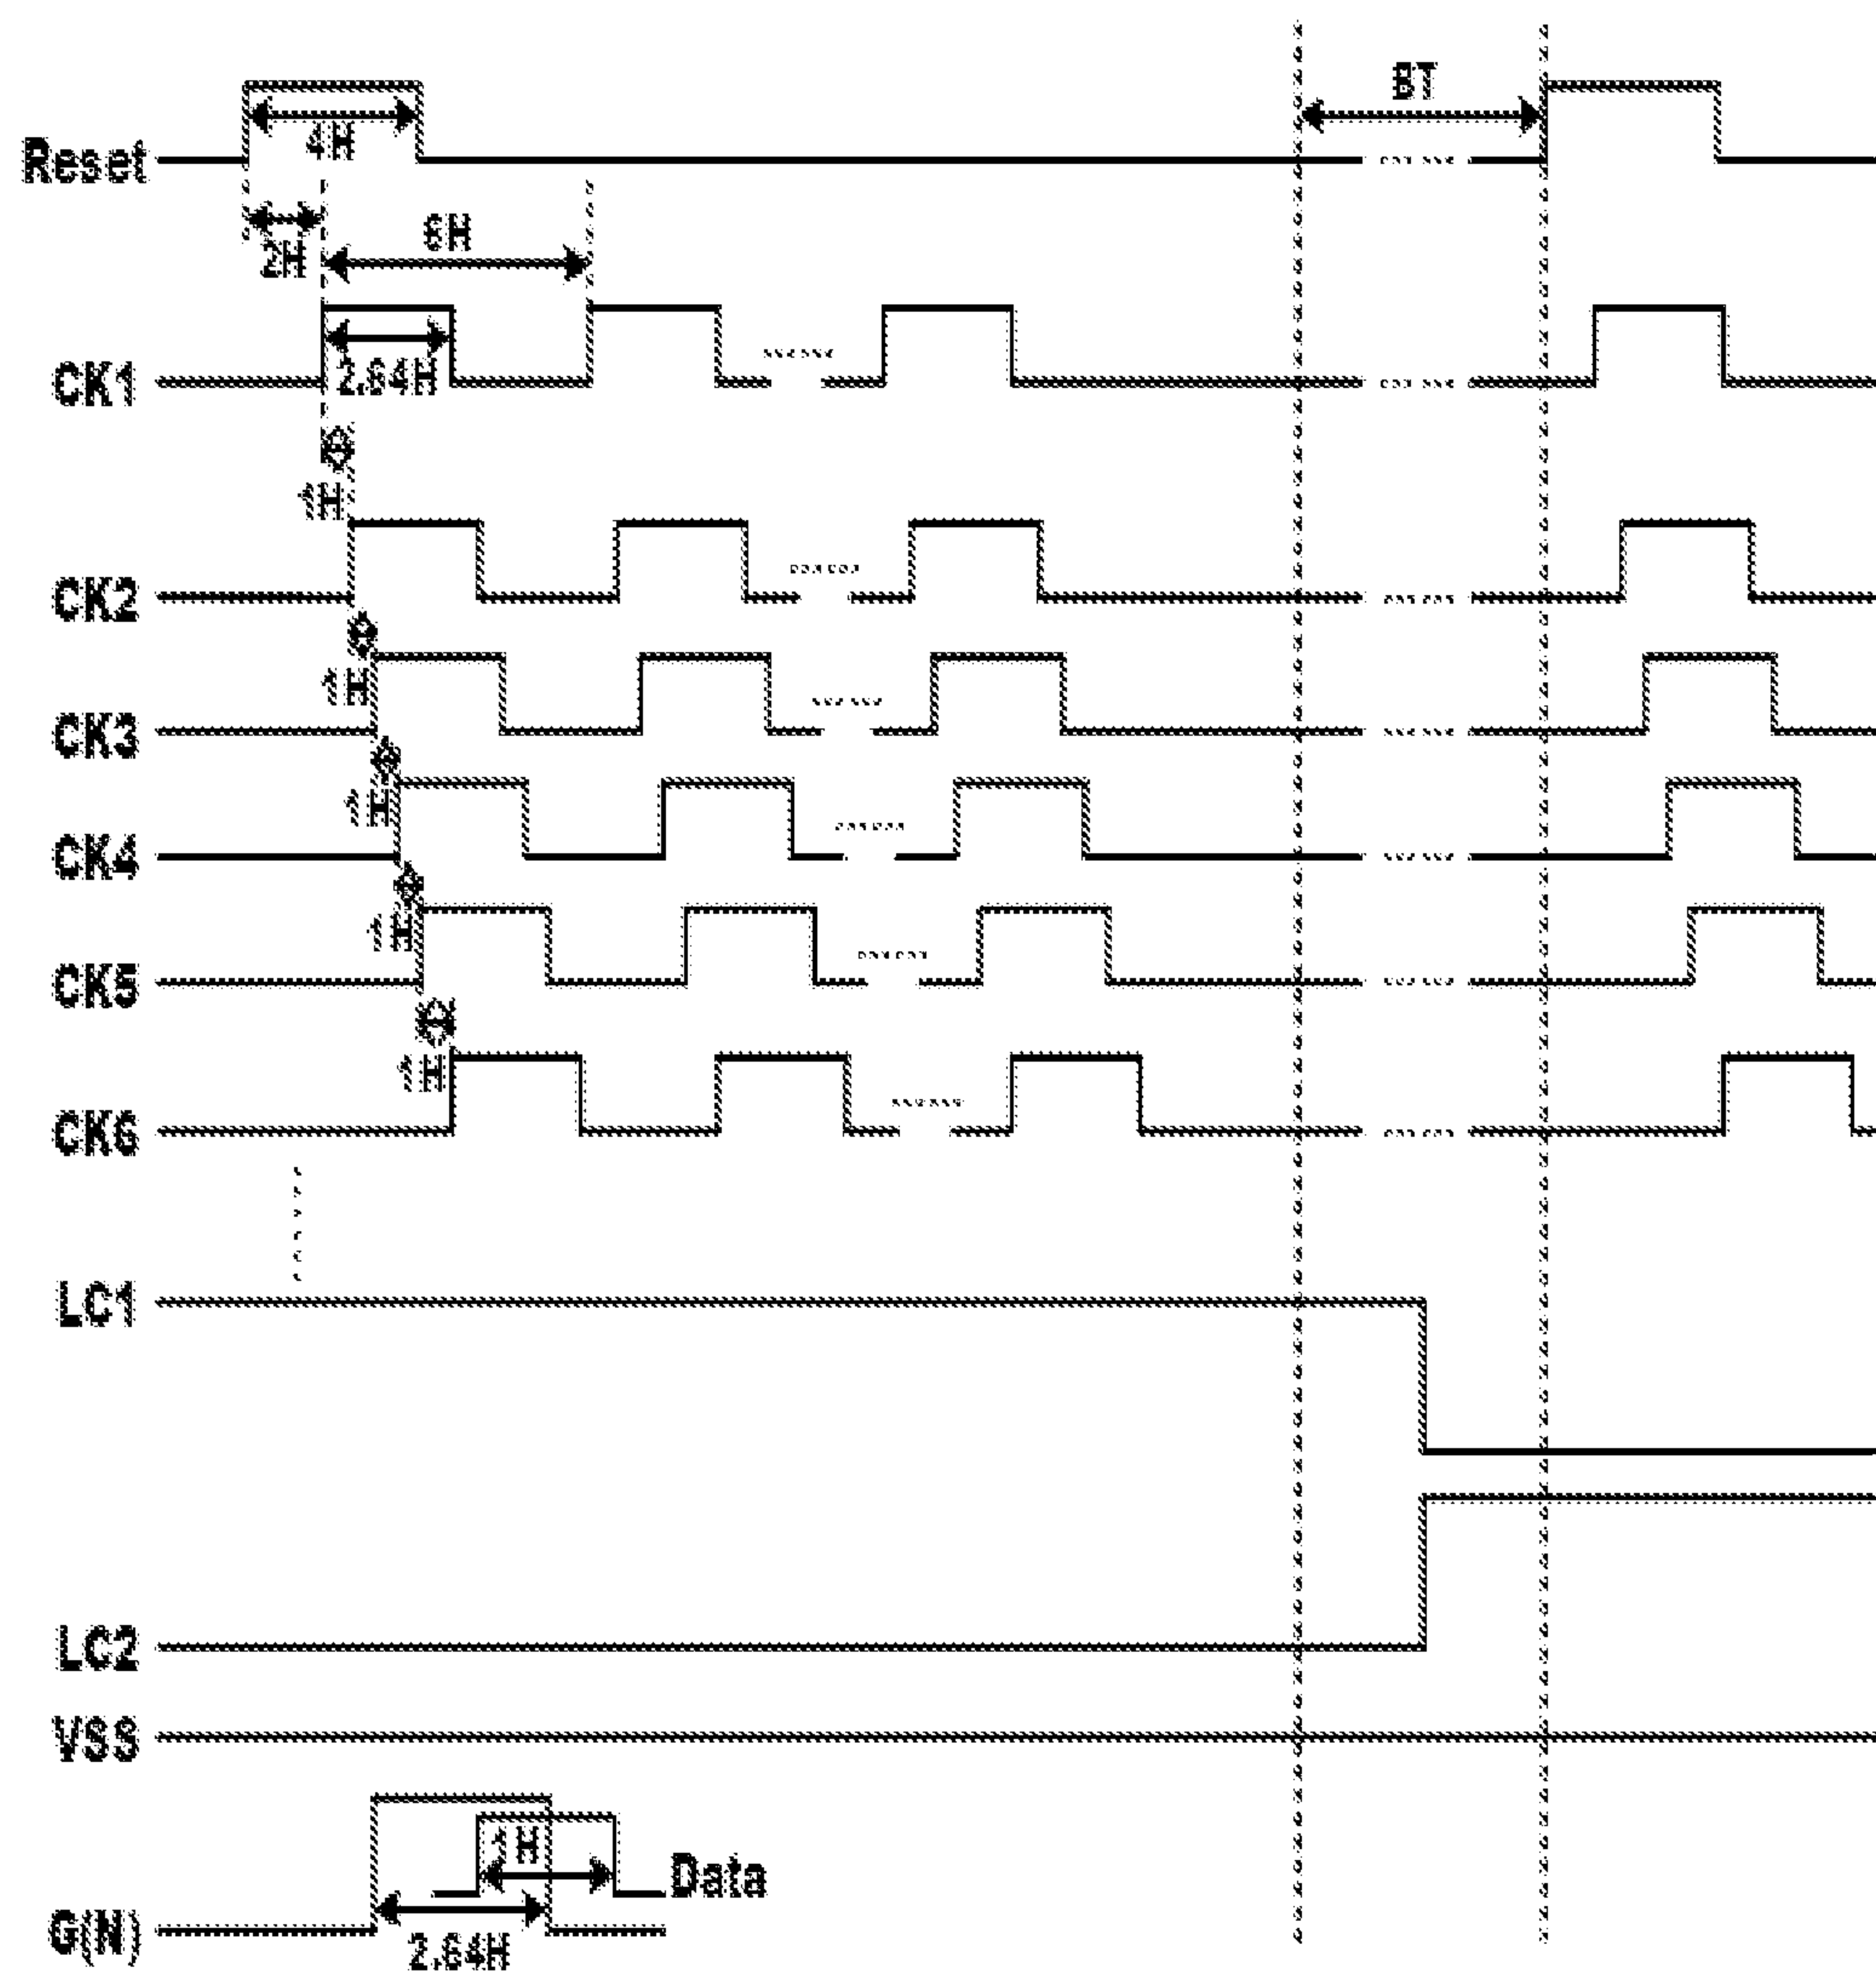 BT
4H
Reset
2H
6H
2.64H
CK1
1H
CK2
1H
CK3
1H
CK4
1H
CK5
1H
CK6
LC1
LC2
VSS
1H
Data
G(N)
2.64H